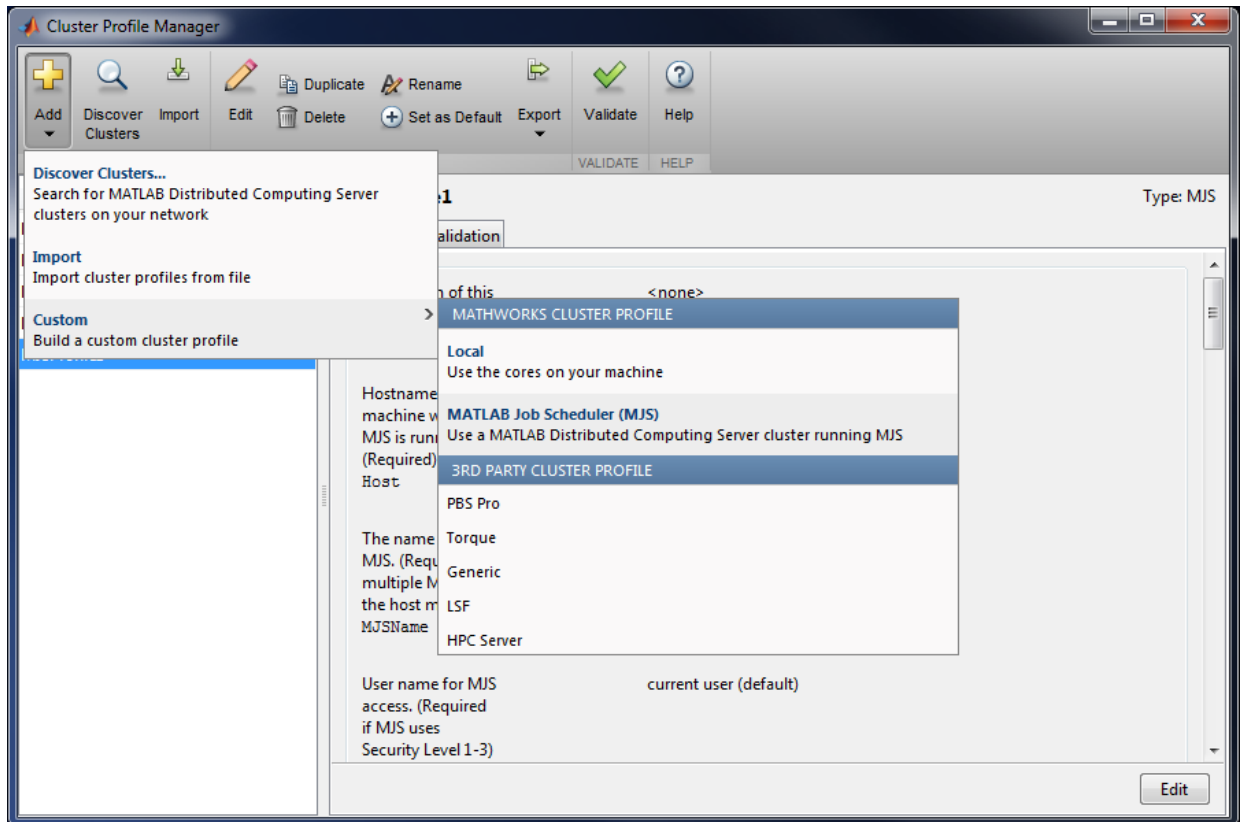 Cluster Profile Manager
Add
Discover Clusters
Import
Edit
Duplicate
Delete
Rename
Set as Default
Export
Validate
Help
VALIDATE
HELP
Discover Clusters...
Search for MATLAB Distributed Computing Server
clusters on your network
Import
Import cluster profiles from file
Custom
Build a custom cluster profile
Type: MJS
of this
<none>
MATHWORKS CLUSTER PROFILE
Local
Use the cores on your machine
MATLAB Job Scheduler (MJS)
Use a MATLAB Distributed Computing Server cluster running MJS
3RD PARTY CLUSTER PROFILE
PBS Pro
Torque
Generic
LSF
HPC Server
Hostname
machine
MJS is
(Required)
Host
The name
MJS.
multiple
the host
MJSName
User name for MJS
current user (default)
access. (Required
if MJS uses
Security Level 1-3)
Edit